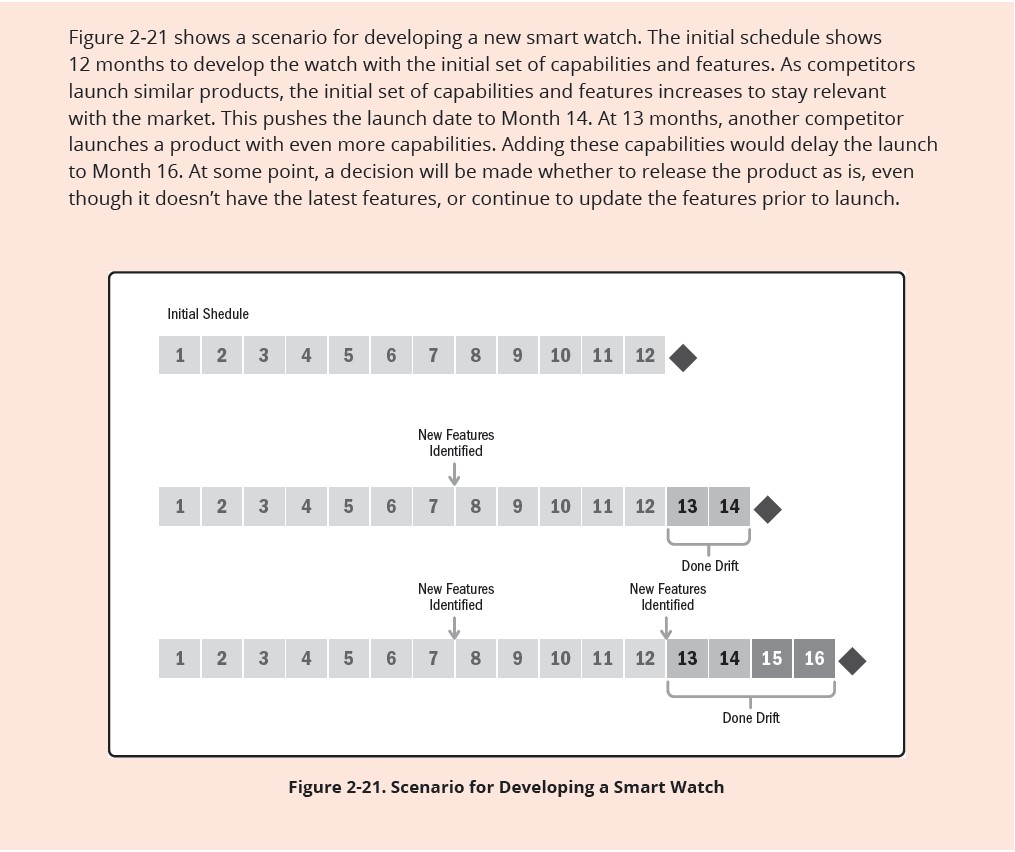 Figure 2-21 shows a scenario for developing a new smart watch. The initial schedule shows
12 months to develop the watch with the initial set of capabilities and features. As competitors
launch similar products, the initial set of capabilities and features increases to stay relevant
with the market. This pushes the launch date to Month 14. At 13 months, another competitor
launches a product with even more capabilities. Adding these capabilities would delay the launch
to Month 16. At some point, a decision will be made whether to release the product as is, even
though it doesn’t have the latest features, or continue to update the features prior to launch.
Initial Shedule
1 2 3 4 5 6 7 8 9 10 11 12
New Features
Identified
1 2 3 4 5 6 7 8 9 10 11 12 13 14
Done Drift
New Features New Features
Identified Identified
1 2 3 4 5 6 7 8 9 10 11 12 13 14 15 16
Done Drift
Figure 2-21. Scenario for Developing a Smart Watch